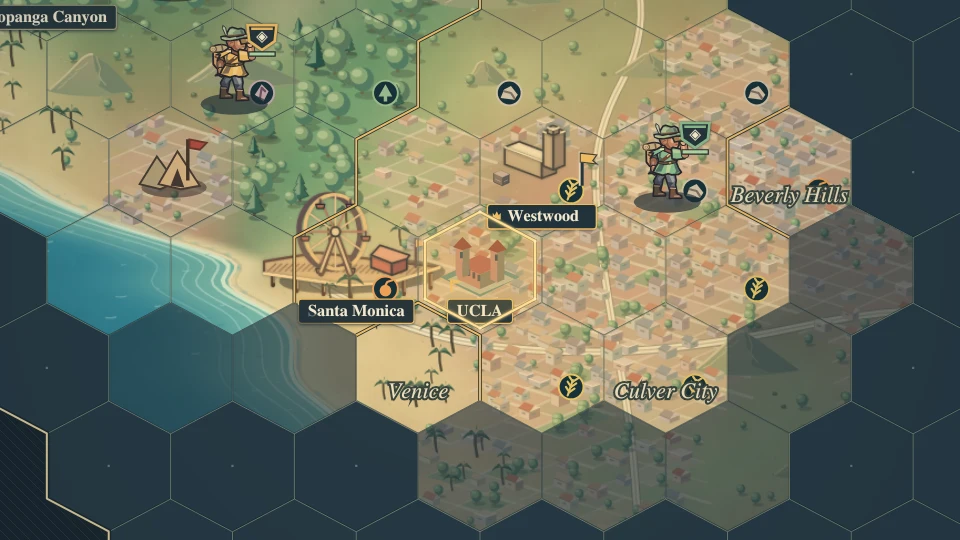 opanga Canyon
Beverly Hills
Westwood
Santa Monica
UCLA
Venice
Culver City